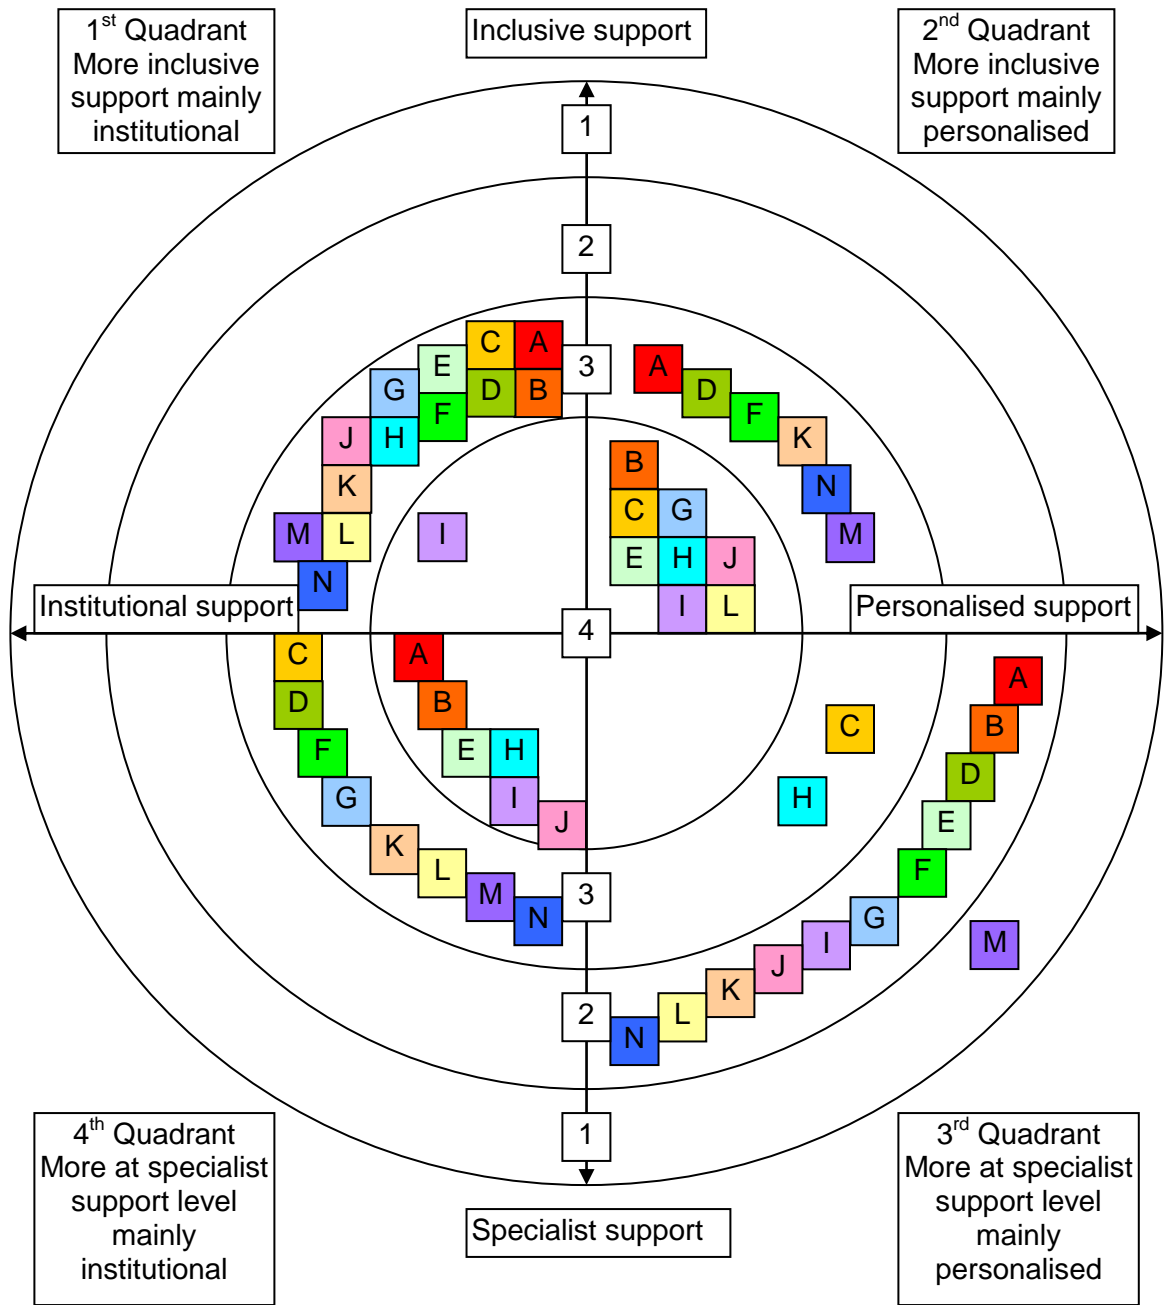 1st Quadrant
More inclusive
support mainly
institutional
Inclusive support
2nd Quadrant
More inclusive
support mainly
personalised
1
2
3
C A
E D B
G F
J H
K
M L
N
I
A
D
F
K
N
M
B
C G
E H J
I L
Institutional support
4
Personalised support
C
D
F
G
K
L
M
N
A
B
E H
I
J
C
H
A
B
D
E
F
G
I
J
K
L
N
M
3
2
1
4th Quadrant
More at specialist
support level
mainly
institutional
Specialist support
3rd Quadrant
More at specialist
support level
mainly
personalised